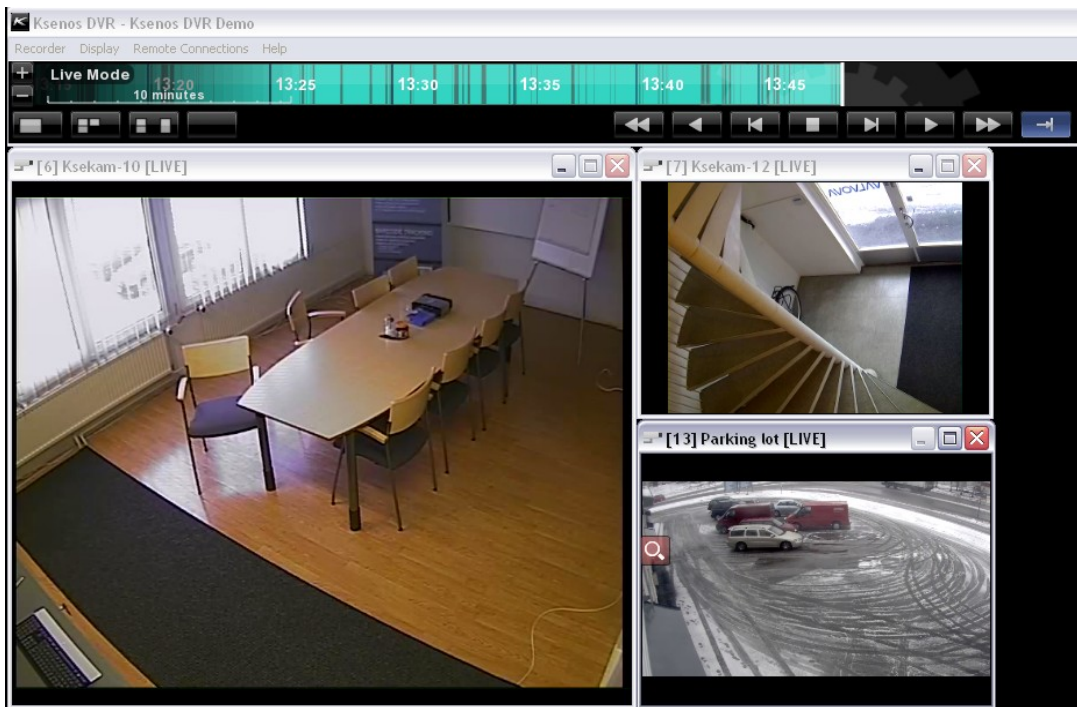 Ksenos DVR - Ksenos DVR Demo
Recorder Display Remote Connections Help
Live Mode
13:15 13:20 13:25 13:30 13:35 13:40 13:45
10 minutes
[6] Ksekam-10 [LIVE]
[7] Ksekam-12 [LIVE]
[13] Parking lot [LIVE]